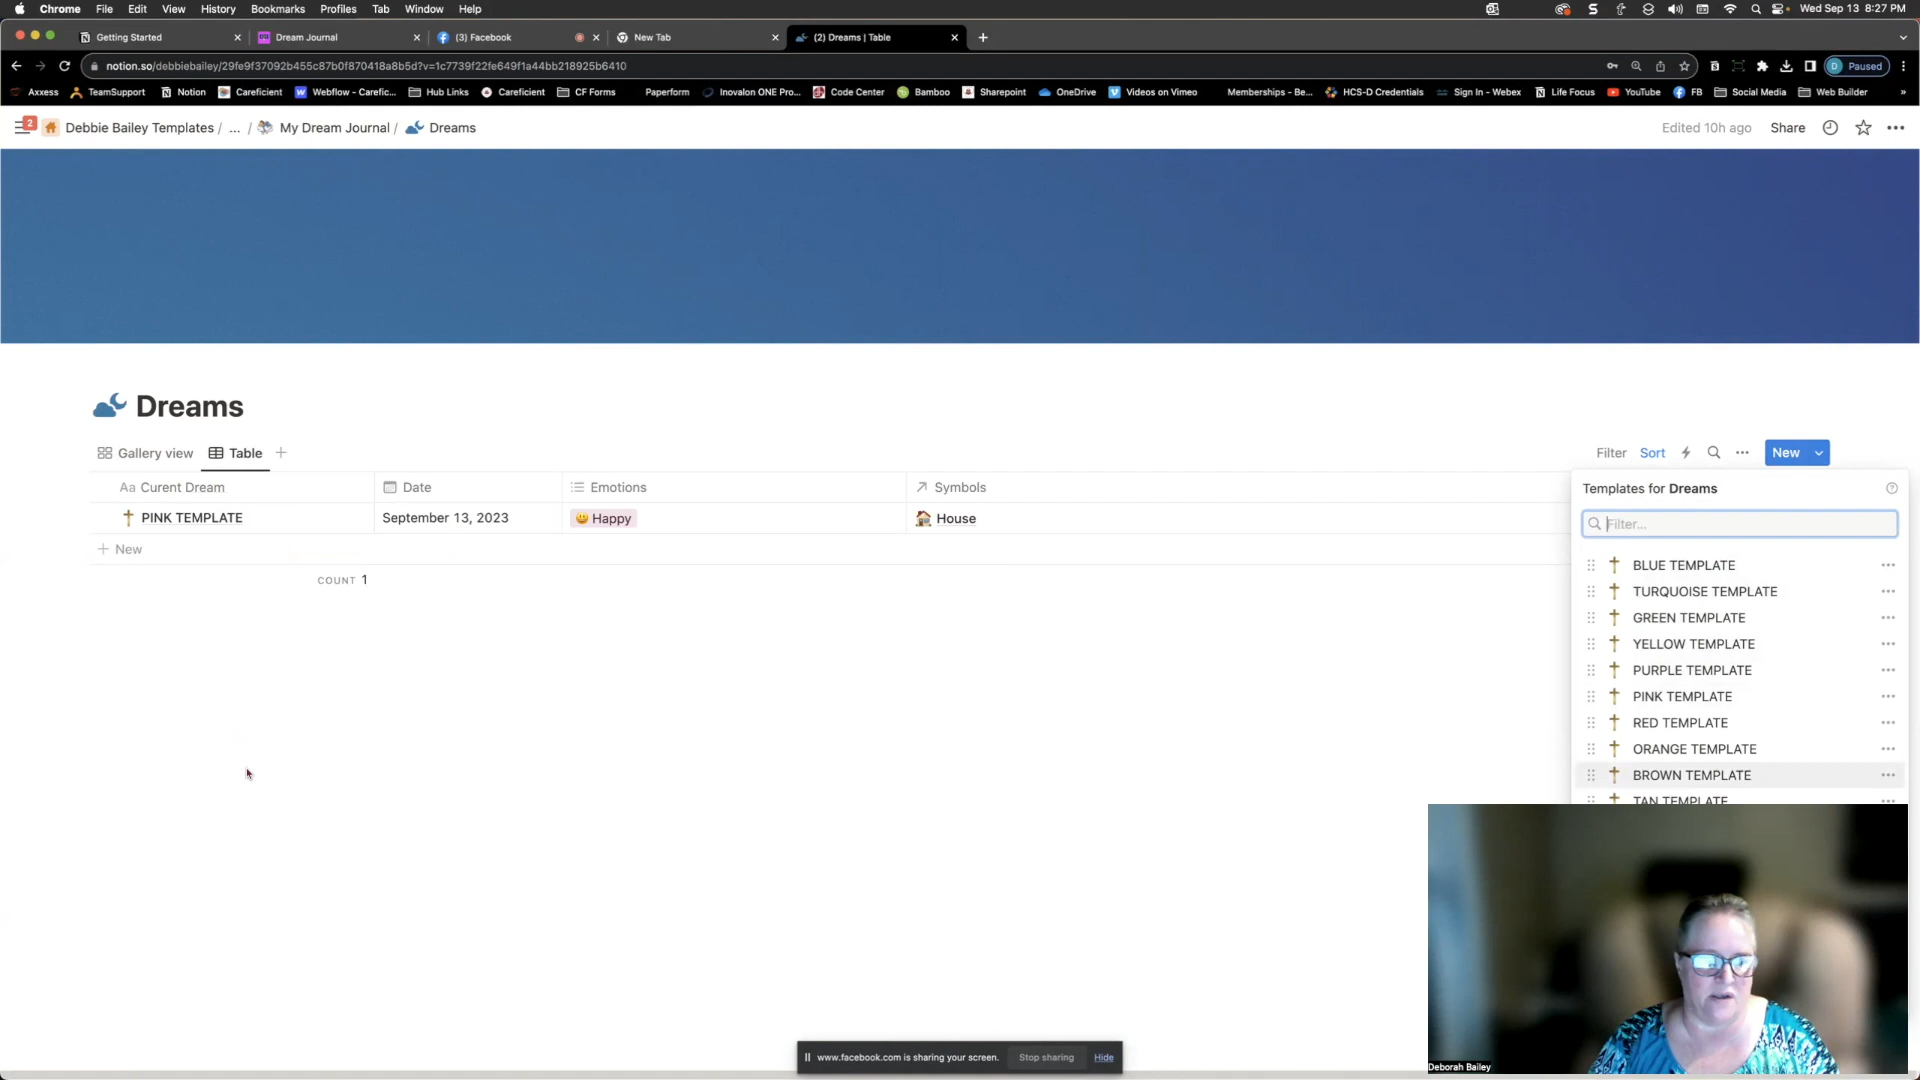 Chrome File Edit View History Bookmarks Profiles Tab Window Help Wed Sep 13 8:27 PM
Getting Started Dream Journal (3) Facebook New Tab (2) Dreams | Table
notion.so/debbiebailey/29fe9f37092b455c87b0f870418a8b5d?v=1c7739f22fe649f1a44bb218925b6410 D Paused
Axxess TeamSupport Notion Careficient Webflow - Carefic... Hub Links Careficient CF Forms Paperform Inovalon ONE Pro... Code Center Bamboo Sharepoint OneDrive Videos on Vimeo Memberships - Be... HCS-D Credentials Sign In - Webex Life Focus YouTube FB Social Media Web Builder »
2 Debbie Bailey Templates / ... / My Dream Journal / Dreams Edited 10h ago Share
Dreams
Gallery view Table Filter Sort New
Aa Curent Dream Date Emotions Symbols
PINK TEMPLATE September 13, 2023 Happy House
New
COUNT 1
Templates for Dreams
Filter...
BLUE TEMPLATE
TURQUOISE TEMPLATE
GREEN TEMPLATE
YELLOW TEMPLATE
PURPLE TEMPLATE
PINK TEMPLATE
RED TEMPLATE
ORANGE TEMPLATE
BROWN TEMPLATE
TAN TEMPLATE
www.facebook.com is sharing your screen. Stop sharing Hide
Deborah Bailey